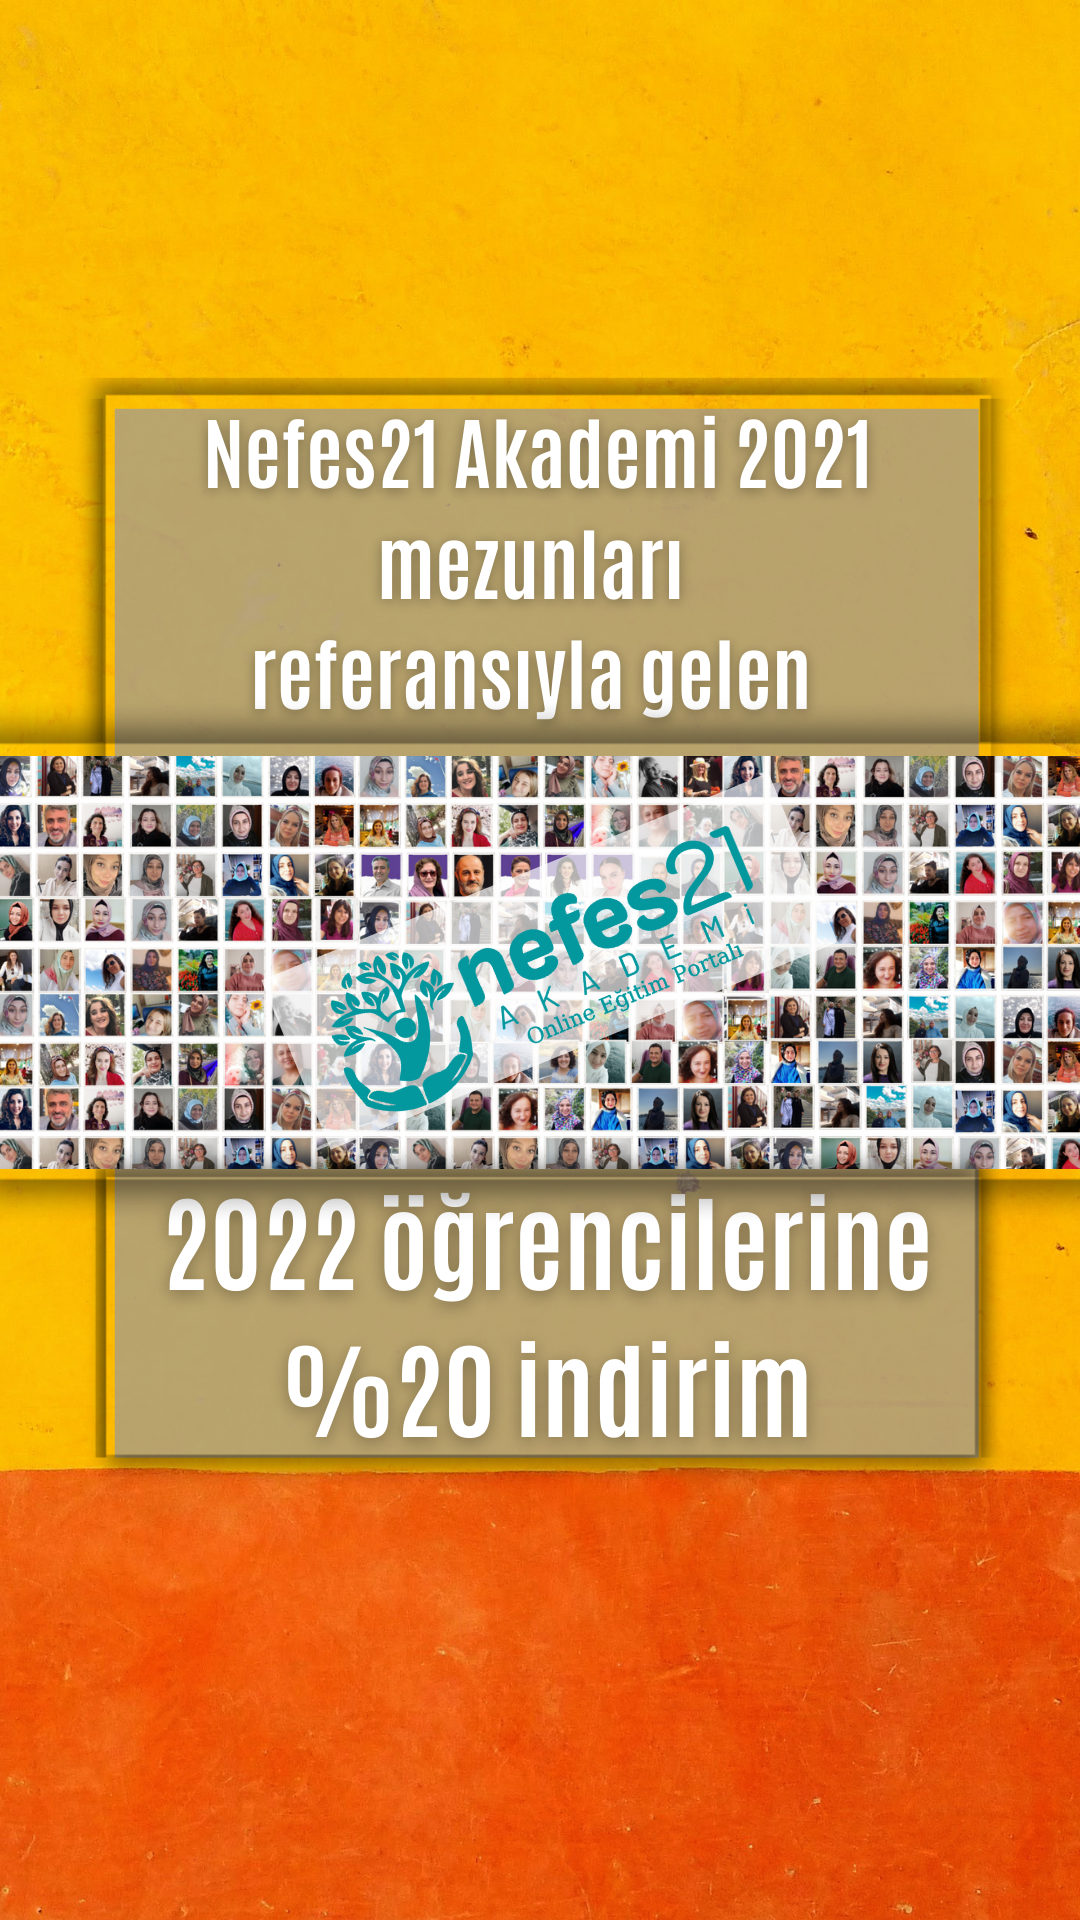 Nefes21 Akademi 2021
mezunları
referansıyla gelen
nefes21
AKADEMi
Online Eğitim Portalı
2022 öğrencilerine
%20 indirim